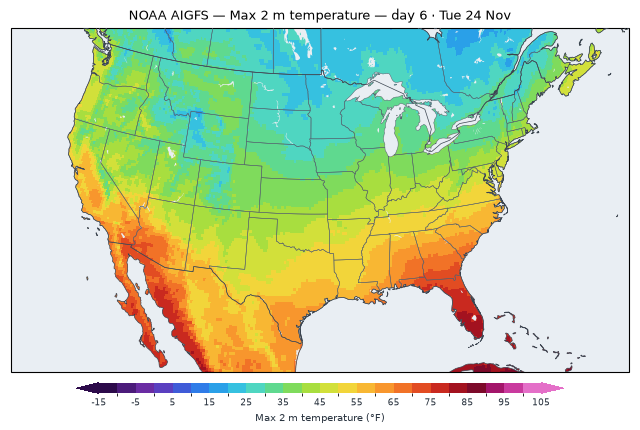 NOAA AIGFS — Max 2 m temperature — day 6 · Tue 24 Nov
-15 -5 5 15 25 35 45 55 65 75 85 95 105
Max 2 m temperature (°F)